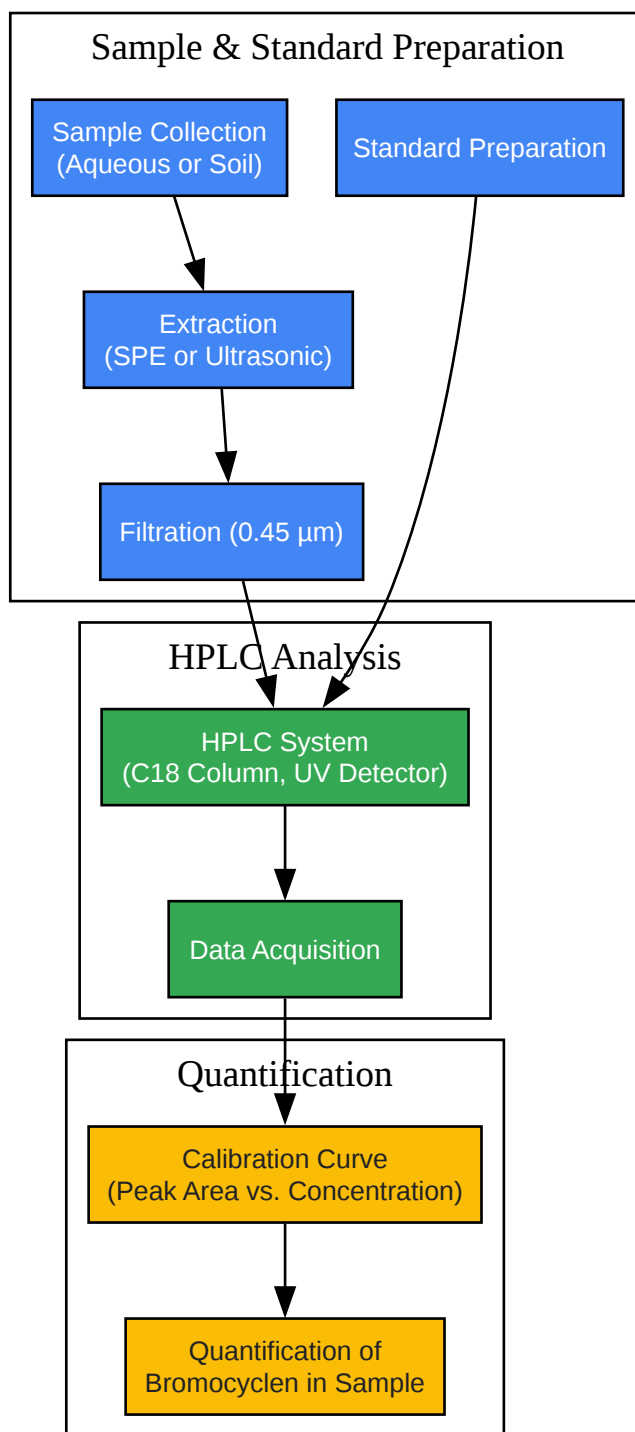 Sample & Standard Preparation
Sample Collection
(Aqueous or Soil)
Standard Preparation
Extraction
(SPE or Ultrasonic)
Filtration (0.45 µm)
HPLC Analysis
HPLC System
(C18 Column, UV Detector)
Data Acquisition
Quantification
Calibration Curve
(Peak Area vs. Concentration)
Quantification of
Bromocyclen in Sample